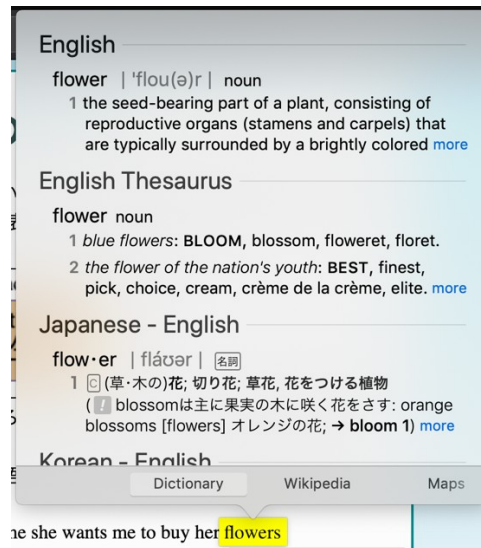 English
flower | 'flou(ə)r | noun
1 the seed-bearing part of a plant, consisting of
reproductive organs (stamens and carpels) that
are typically surrounded by a brightly colored more
English Thesaurus
flower noun
1 blue flowers: BLOOM, blossom, floweret, floret.
2 the flower of the nation's youth: BEST, finest,
pick, choice, cream, crème de la crème, elite. more
Japanese - English
flow·er | fláʊər | 名詞
1 C (草・木の)花; 切り花; 草花, 花をつける植物
( ! blossomは主に果実の木に咲く花をさす: orange
blossoms [flowers] オレンジの花; → bloom 1) more
Korean - English
Dictionary Wikipedia Maps
she wants me to buy her flowers